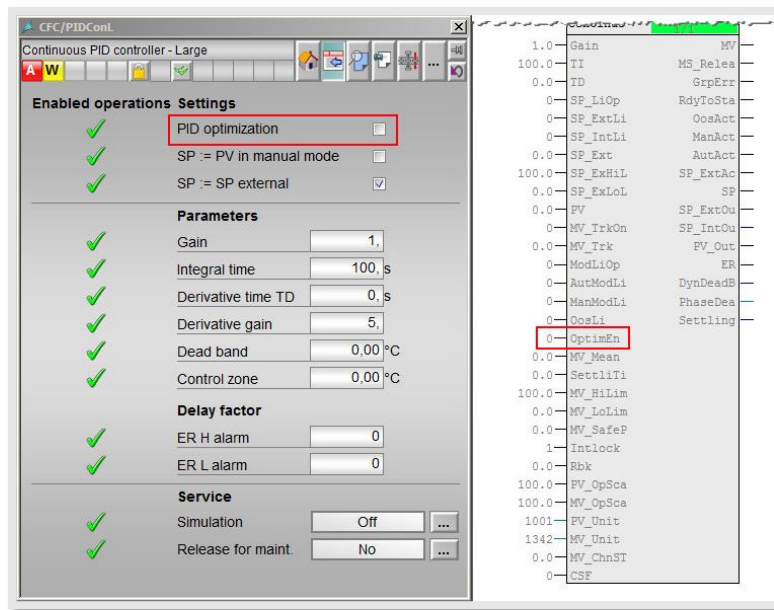 CFC/PIDConL
Continuous PID controller - Large
A W
...
Enabled operations Settings
PID optimization
SP := PV in manual mode
SP := SP external
Parameters
Gain 1,
Integral time 100, s
Derivative time TD 0, s
Derivative gain 5,
Dead band 0,00 °C
Control zone 0,00 °C
Delay factor
ER H alarm 0
ER L alarm 0
Service
Simulation Off ...
Release for maint. No ...
1/1
1.0 Gain MV
100.0 TI MS_Relea
0.0 TD GrpErr
0 SP_LiOp RdyToSta
0 SP_ExtLi OosAct
0 SP_IntLi ManAct
0.0 SP_Ext AutAct
100.0 SP_ExHiL SP_ExtAc
0.0 SP_ExLoL SP
0.0 PV SP_ExtOu
0 MV_TrkOn SP_IntOu
0.0 MV_Trk PV_Out
0 ModLiOp ER
0 AutModLi DynDeadB
0 ManModLi PhaseDea
0 OosLi Settling
0 OptimEn
0.0 MV_Mean
0.0 SettliTi
100.0 MV_HiLim
0.0 MV_LoLim
0.0 MV_SafeP
1 Intlock
0.0 Rbk
100.0 PV_OpSca
100.0 MV_OpSca
1001 PV_Unit
1342 MV_Unit
0.0 MV_ChnST
0 CSF